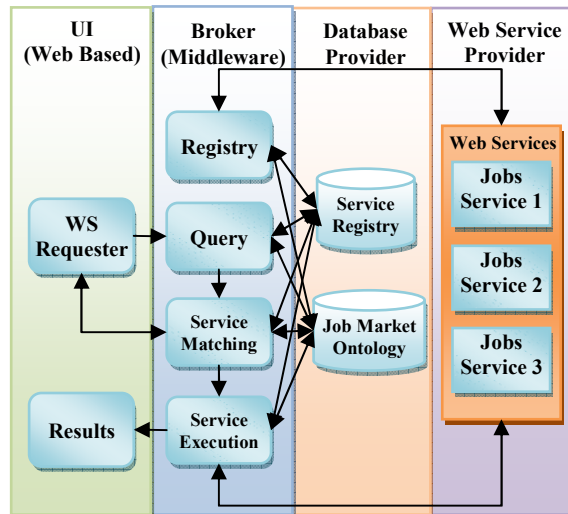 UI
(Web Based)
Broker
(Middleware)
Database
Provider
Web Service
Provider
Registry
WS
Requester
Query
Service
Matching
Results
Service
Execution
Service
Registry
Job Market
Ontology
Web Services
Jobs
Service 1
Jobs
Service 2
Jobs
Service 3